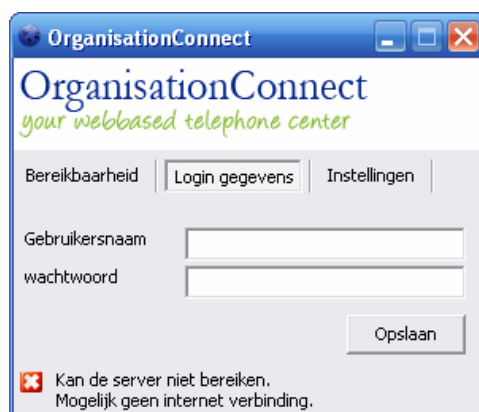 OrganisationConnect
OrganisationConnect
your webbased telephone center
Bereikbaarheid Login gegevens Instellingen
Gebruikersnaam
wachtwoord
Opslaan
Kan de server niet bereiken.
Mogelijk geen internet verbinding.